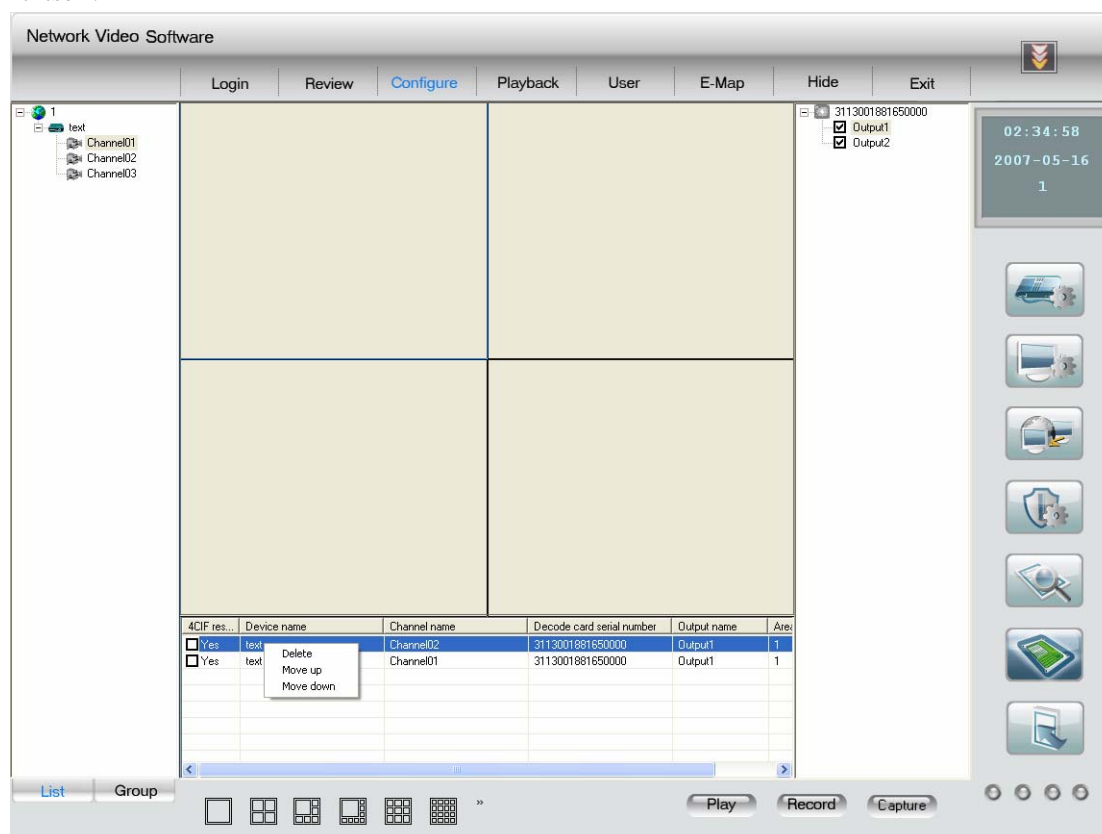 Network Video Software
Login Review Configure Playback User E-Map Hide Exit
1
text
Channel01
Channel02
Channel03
3113001881650000
Output1
Output2
02:34:58
2007-05-16
1
4CIF res... Device name Channel name Decode card serial number Output name Area
Yes text Channel02 3113001881650000 Output1 1
Yes text Channel01 3113001881650000 Output1 1
Delete
Move up
Move down
List Group
» Play Record Capture